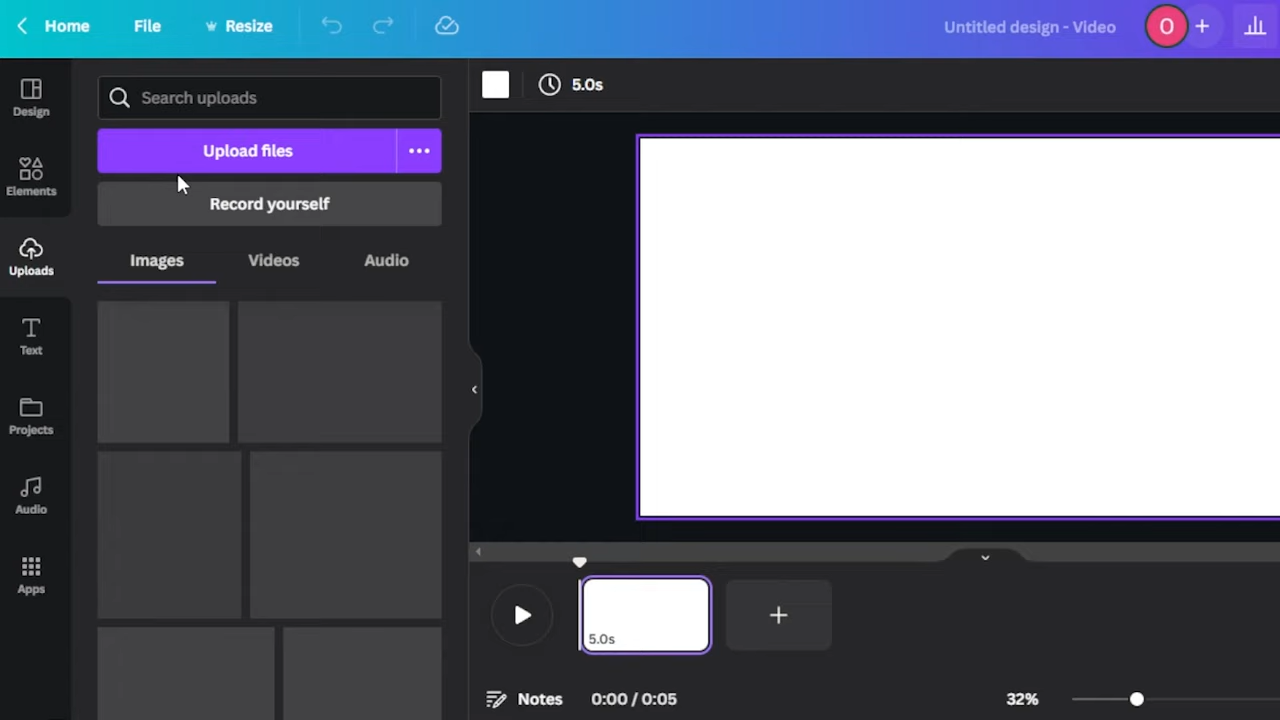 Home File Resize Untitled design - Video O
Design
Search uploads
5.0s
Upload files
Elements
Record yourself
Uploads
Images Videos Audio
Text
Projects
Audio
Apps
5.0s
Notes 0:00 / 0:05 32%